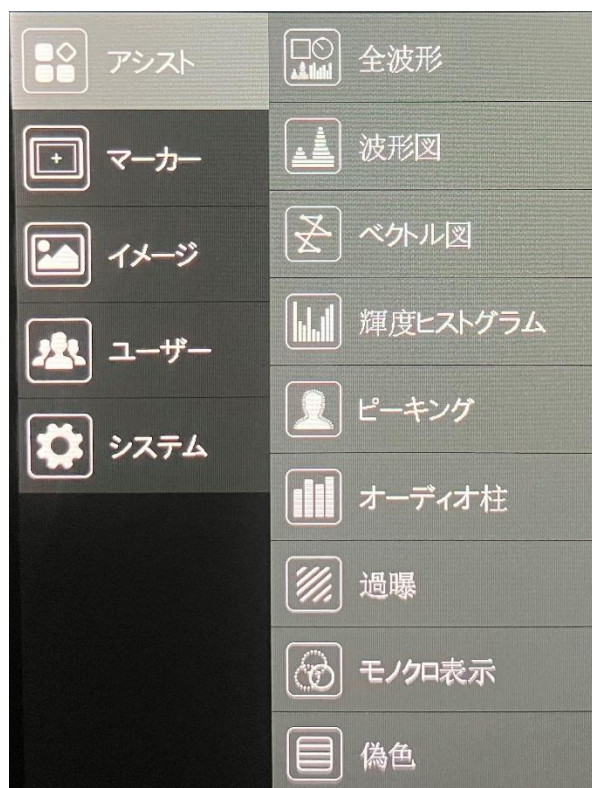 アシスト
マーカー
イメージ
ユーザー
システム
全波形
波形図
ベクトル図
輝度ヒストグラム
ピーキング
オーディオ柱
過曝
モノクロ表示
偽色